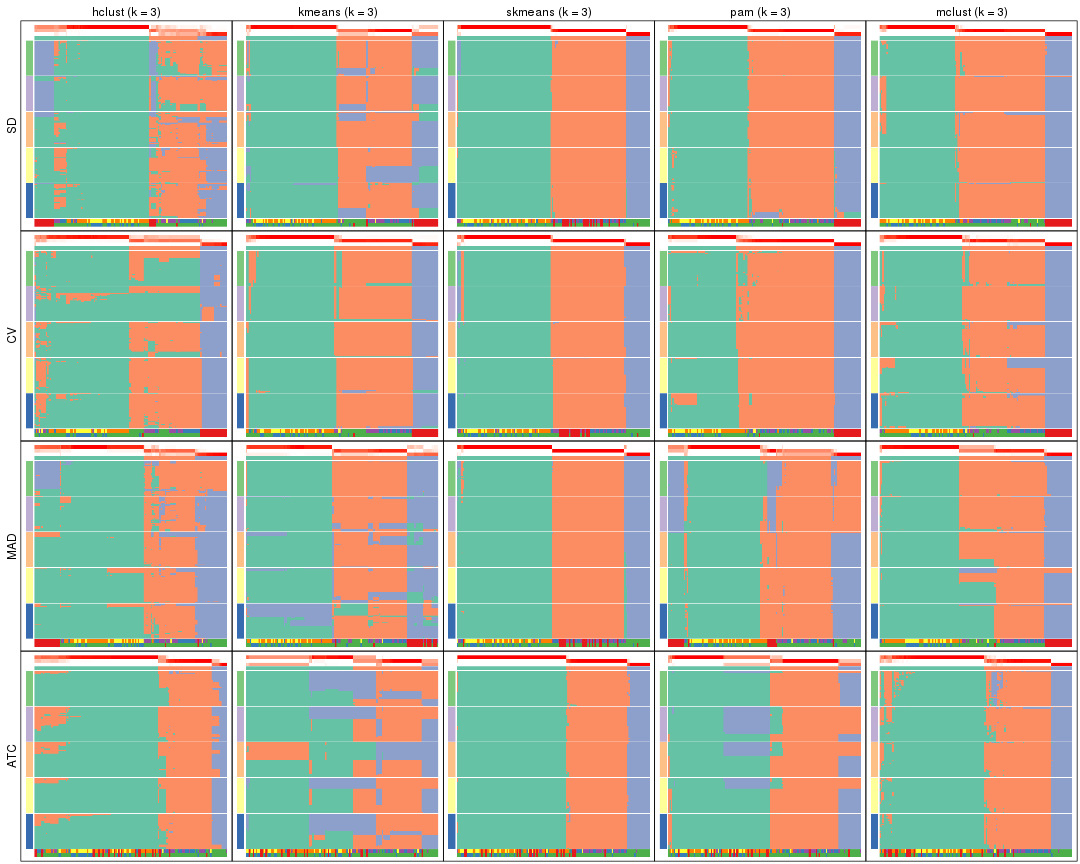 hclust (k = 3) kmeans (k = 3) skmeans (k = 3) pam (k = 3) mclust (k = 3)
SD
CV
MAD
ATC